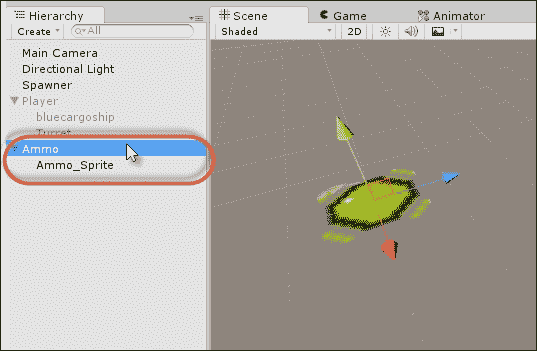 Hierarchy
Create All
Main Camera
Directional Light
Spawner
Player
bluecargoship
Turret
Ammo
Ammo_Sprite
Scene Game Animator
Shaded 2D